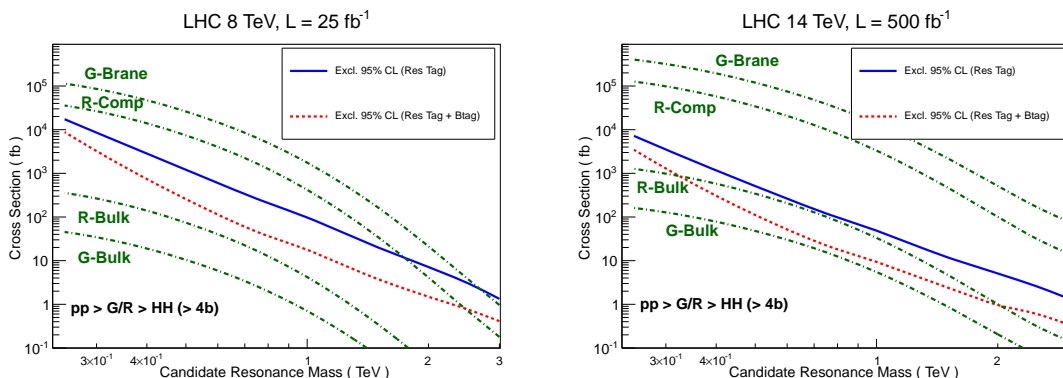 LHC 8 TeV, L = 25 fb⁻¹
Cross Section ( fb )
10⁵
10⁴
10³
10²
10
1
10⁻¹
G-Brane
R-Comp
R-Bulk
G-Bulk
Excl. 95% CL (Res Tag)
Excl. 95% CL (Res Tag + Btag)
pp > G/R > HH (> 4b)
3×10⁻¹ 4×10⁻¹ 1 2 3
Candidate Resonance Mass ( TeV )
LHC 14 TeV, L = 500 fb⁻¹
Cross Section ( fb )
10⁵
10⁴
10³
10²
10
1
10⁻¹
G-Brane
R-Comp
R-Bulk
G-Bulk
Excl. 95% CL (Res Tag)
Excl. 95% CL (Res Tag + Btag)
pp > G/R > HH (> 4b)
3×10⁻¹ 4×10⁻¹ 1 2
Candidate Resonance Mass ( TeV )